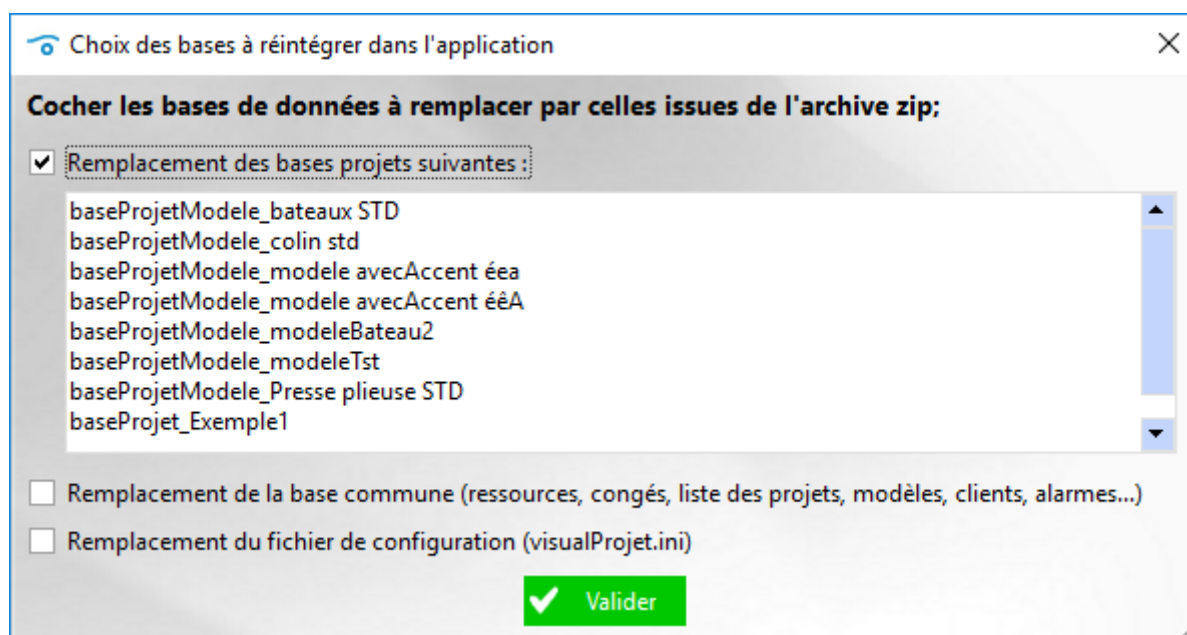 Choix des bases à réintégrer dans l'application
Cocher les bases de données à remplacer par celles issues de l'archive zip;
Remplacement des bases projets suivantes :
baseProjetModele_bateaux STD
baseProjetModele_colin std
baseProjetModele_modele avecAccent éea
baseProjetModele_modele avecAccent éêA
baseProjetModele_modeleBateau2
baseProjetModele_modeleTst
baseProjetModele_Presse plieuse STD
baseProjet_Exemple1
Remplacement de la base commune (ressources, congés, liste des projets, modèles, clients, alarmes...)
Remplacement du fichier de configuration (visualProjet.ini)
Valider